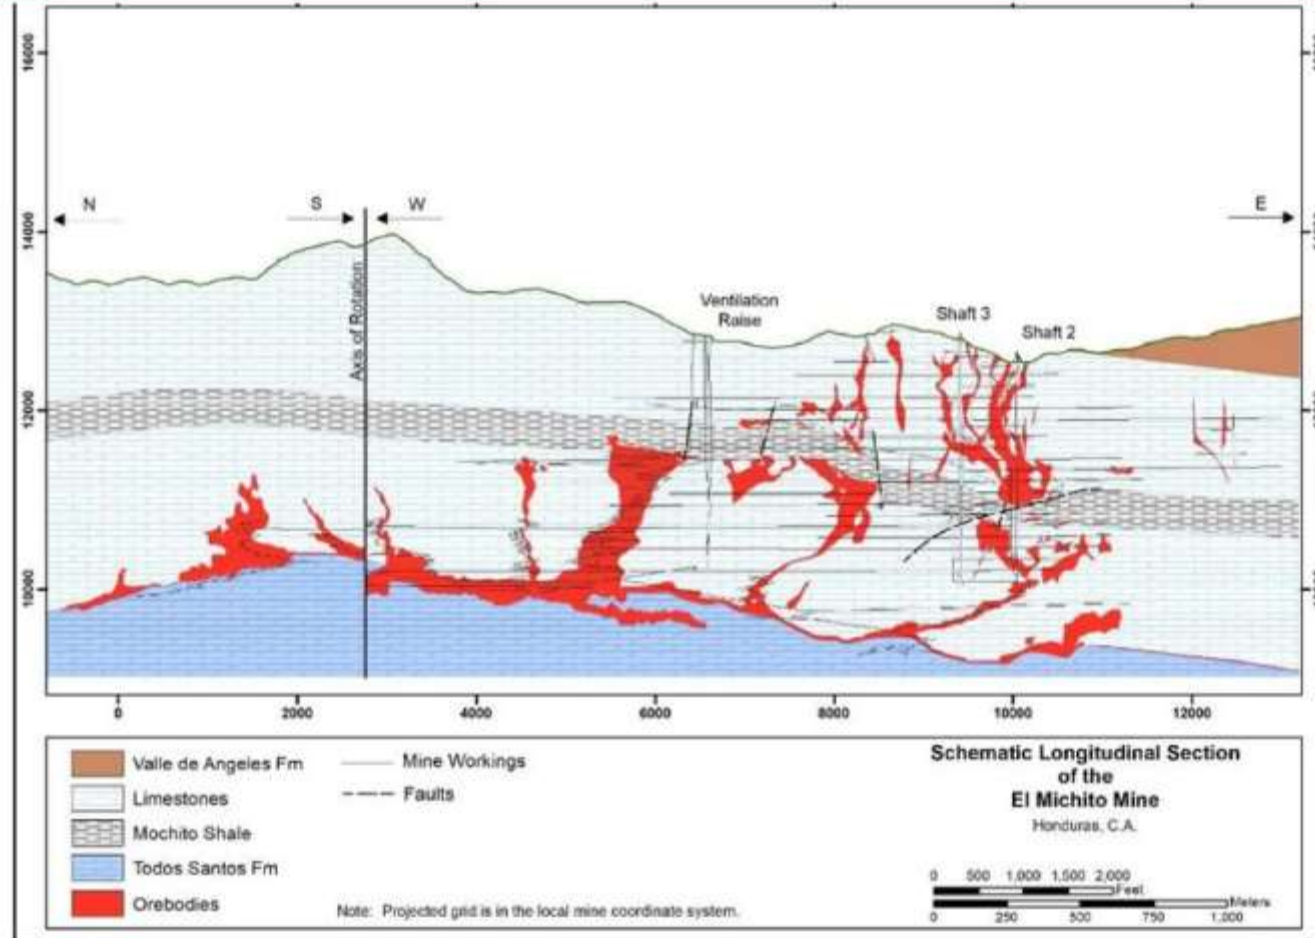 16000
N
S
W
E
14000
Axis of Rotation
Ventilation
Raise
Shaft 3
Shaft 2
12000
10000
0
2000
4000
6000
8000
10000
12000
Valle de Angeles Fm
Limestones
Mochito Shale
Todos Santos Fm
Orebodies
Mine Workings
Faults
Note: Projected grid is in the local mine coordinate system.
Schematic Longitudinal Section
of the
El Michito Mine
Honduras, C.A.
0 500 1,000 1,500 2,000
Feet
Meters
0 250 500 750 1,000